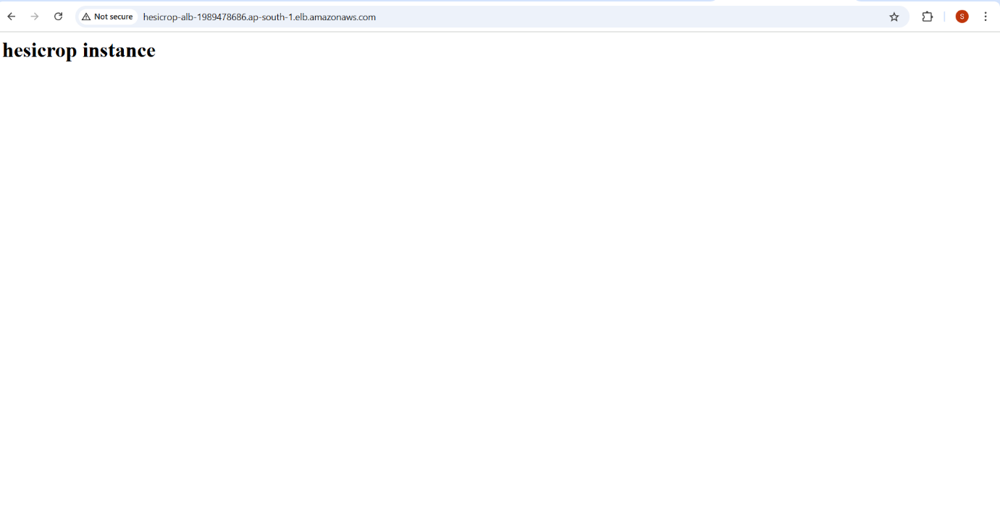 Not secure hesicrop-alb-1989478686.ap-south-1.elb.amazonaws.com S
hesicrop instance